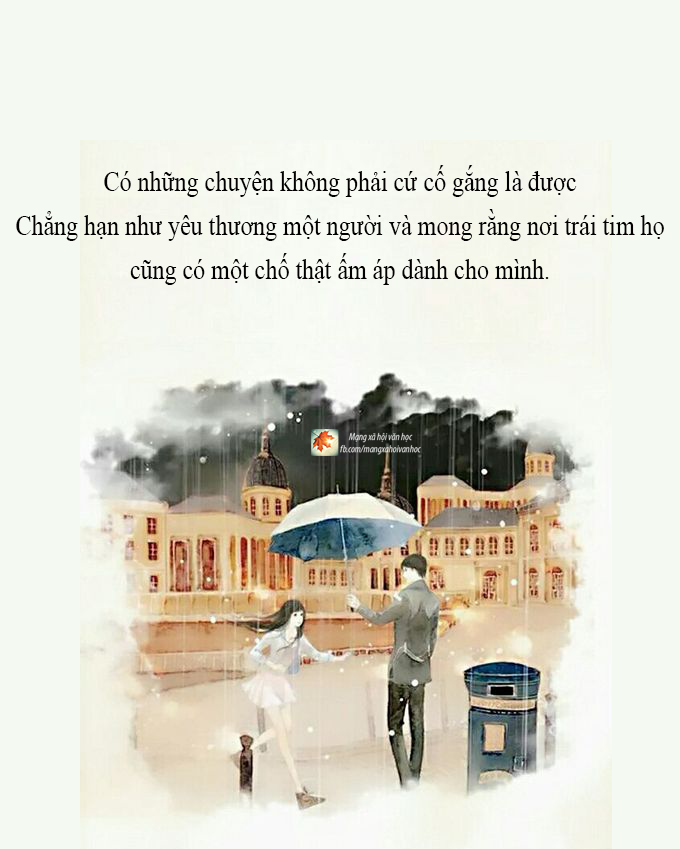 Có những chuyện không phải cứ cố gắng là được
Chẳng hạn như yêu thương một người và mong rằng nơi trái tim họ
cũng có một chố thật ấm áp dành cho mình.
Mạng xã hội văn học
fb.com/mangxahoivanhoc